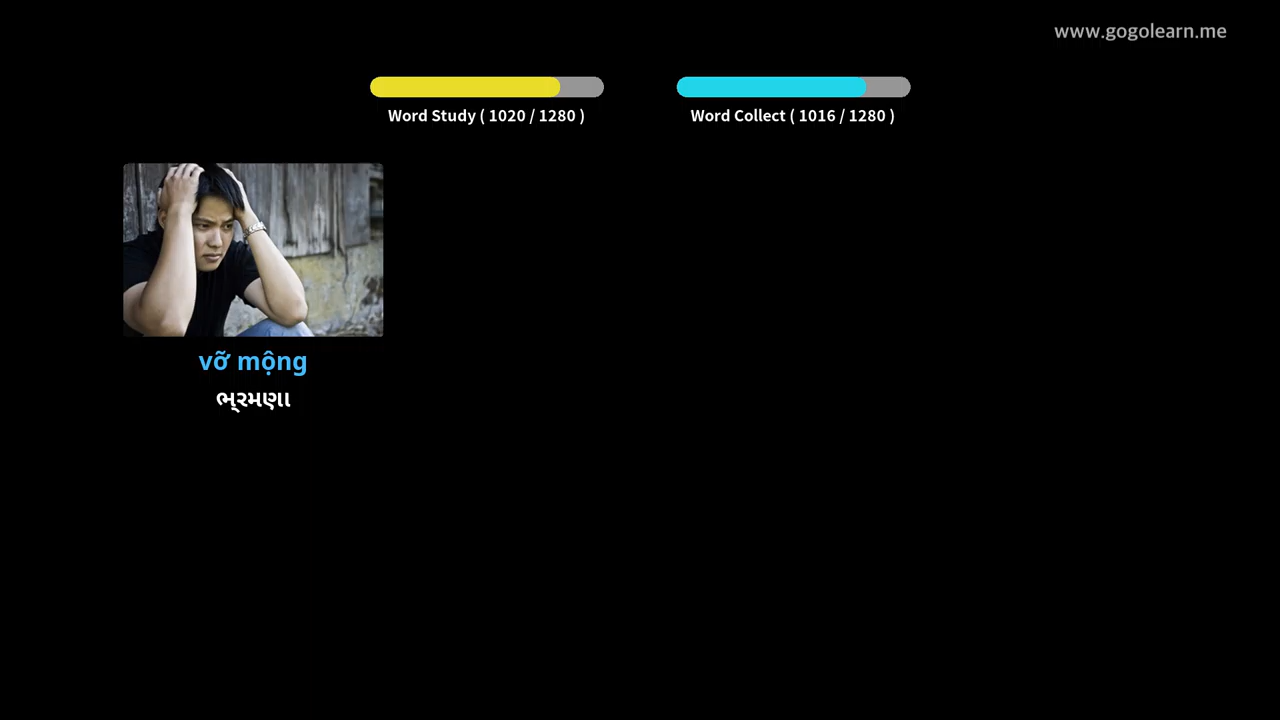 www.gogolearn.me
Word Study ( 1020 / 1280 )
Word Collect ( 1016 / 1280 )
vỡ mộng
ભ્રમણા